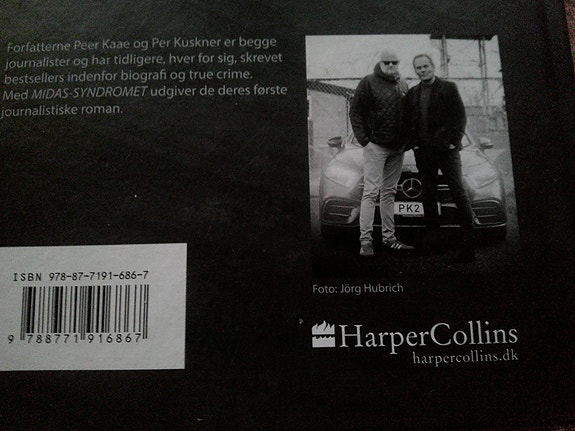 Forfatterne Peer Kaae og Per Kuskner er begge
journalister og har tidligere, hver for sig, skrevet
bestsellers indenfor biografi og true crime.
Med MIDAS-SYNDROMET udgiver de deres første
journalistiske roman.
PK2
Foto: Jörg Hubrich
ISBN 978-87-7191-686-7
9 788771 916867
HarperCollins
harpercollins.dk